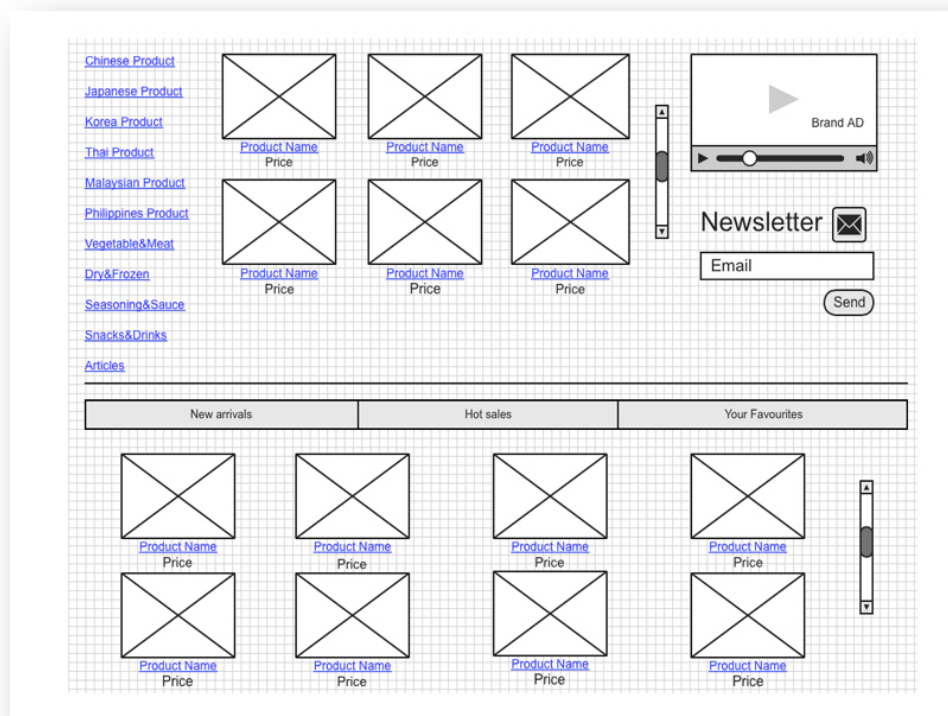 Chinese Product
Japanese Product
Korea Product
Thai Product
Malaysian Product
Philippines Product
Vegetable&Meat
Dry&Frozen
Seasoning&Sauce
Snacks&Drinks
Articles
Product Name Product Name Product Name
Price Price Price
Product Name Product Name Product Name
Price Price Price
Brand AD
Newsletter
Email
Send
New arrivals Hot sales Your Favourites
Product Name Product Name Product Name Product Name
Price Price Price Price
Product Name Product Name Product Name Product Name
Price Price Price Price